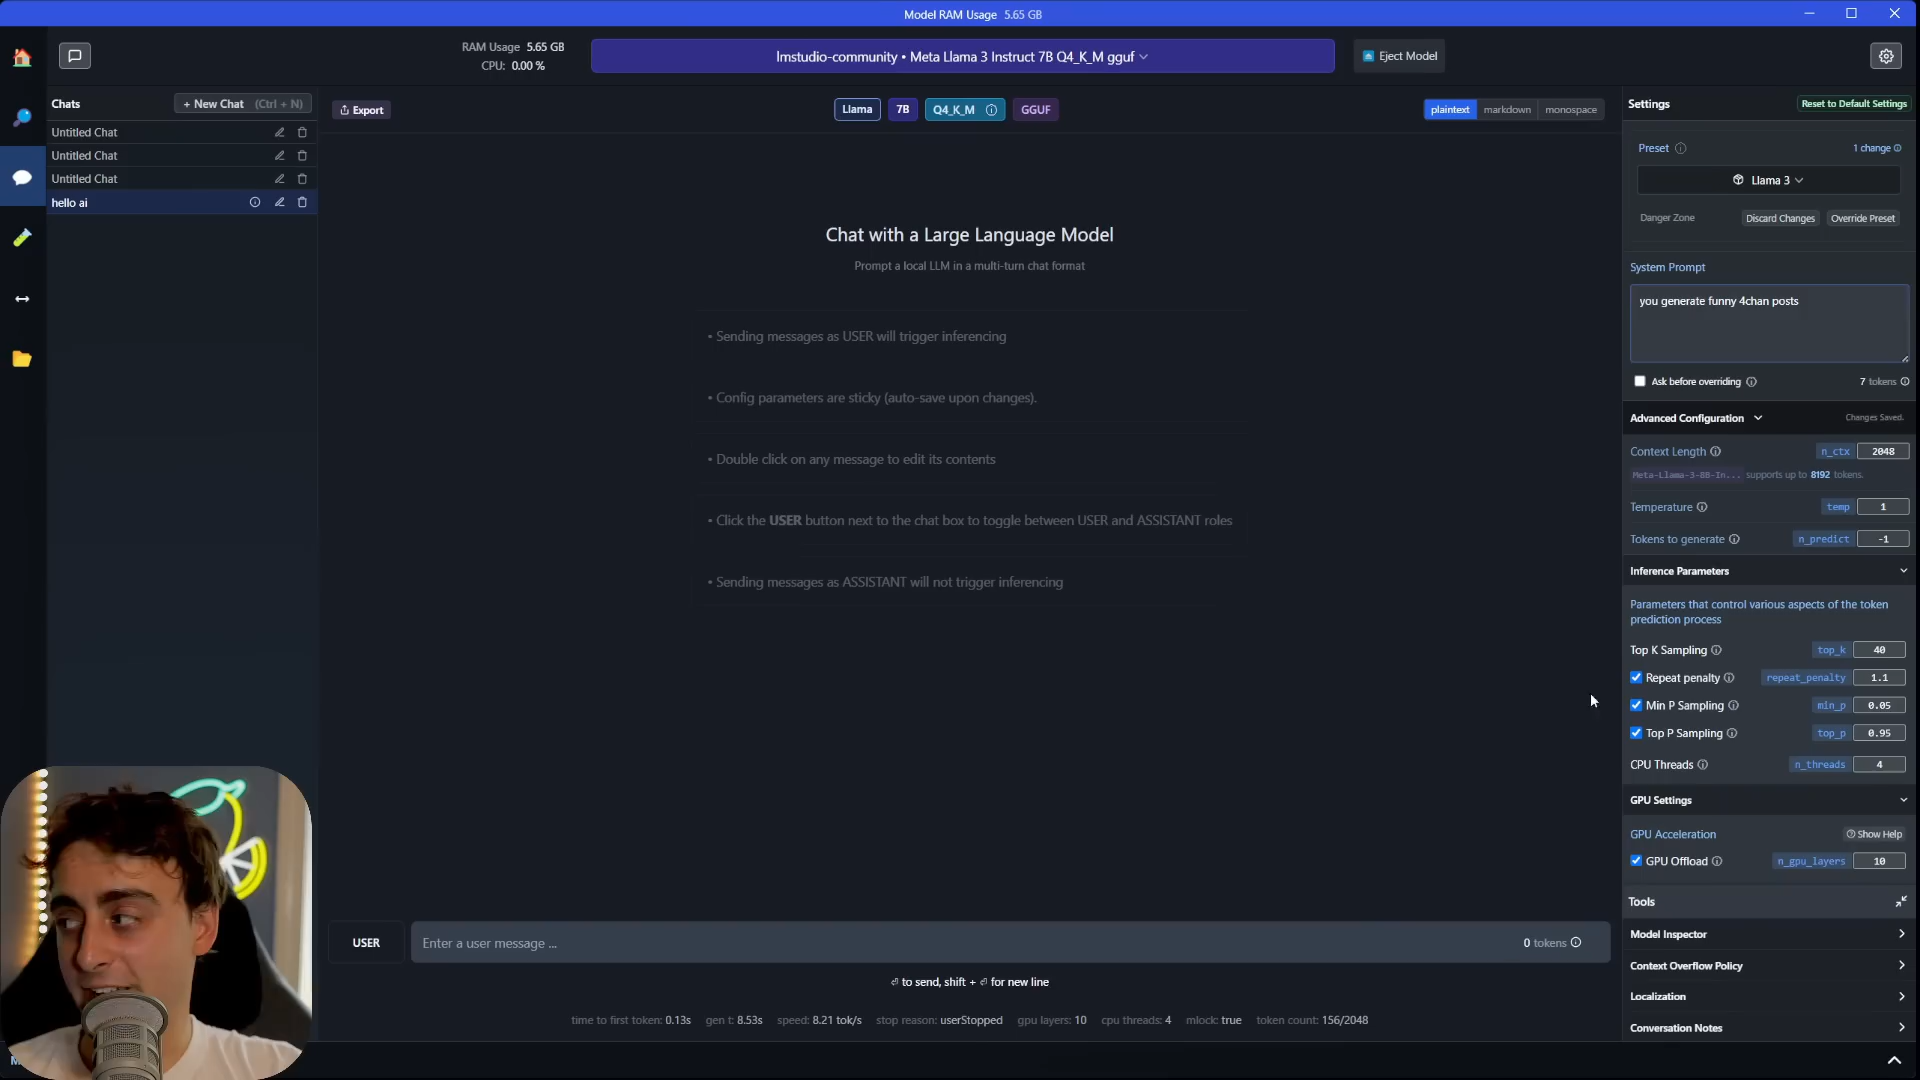 Model RAM Usage 5.65 GB
RAM Usage 5.65 GB
CPU: 0.00 %
lmstudio-community • Meta Llama 3 Instruct 7B Q4_K_M gguf
Eject Model
Chats
+ New Chat (Ctrl + N)
Untitled Chat
Untitled Chat
Untitled Chat
hello ai
Export
Llama
7B
Q4_K_M
GGUF
plaintext
markdown
monospace
Chat with a Large Language Model
Prompt a local LLM in a multi-turn chat format
• Sending messages as USER will trigger inferencing
• Config parameters are sticky (auto-save upon changes).
• Double click on any message to edit its contents
• Click the USER button next to the chat box to toggle between USER and ASSISTANT roles
• Sending messages as ASSISTANT will not trigger inferencing
USER
Enter a user message ...
0 tokens
⏎ to send, shift + ⏎ for new line
time to first token: 0.13s gen t: 8.53s speed: 8.21 tok/s stop reason: userStopped gpu layers: 10 cpu threads: 4 mlock: true token count: 156/2048
Settings
Reset to Default Settings
Preset
1 change
Llama 3
Danger Zone
Discard Changes
Override Preset
System Prompt
you generate funny 4chan posts
Ask before overriding
7 tokens
Advanced Configuration
Changes Saved.
Context Length n_ctx 2048
Meta-Llama-3-8B-In... supports up to 8192 tokens.
Temperature temp 1
Tokens to generate n_predict -1
Inference Parameters
Parameters that control various aspects of the token
prediction process
Top K Sampling top_k 40
Repeat penalty repeat_penalty 1.1
Min P Sampling min_p 0.05
Top P Sampling top_p 0.95
CPU Threads n_threads 4
GPU Settings
GPU Acceleration
Show Help
GPU Offload n_gpu_layers 10
Tools
Model Inspector
Context Overflow Policy
Localization
Conversation Notes